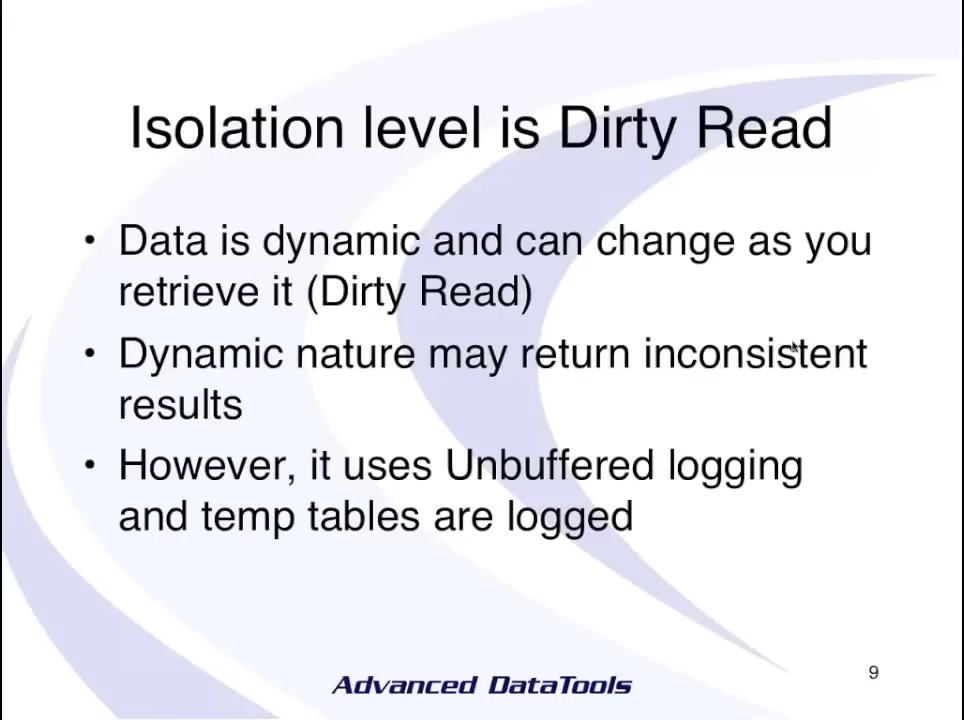 Isolation level is Dirty Read
• Data is dynamic and can change as you
retrieve it (Dirty Read)
• Dynamic nature may return inconsistent
results
• However, it uses Unbuffered logging
and temp tables are logged
Advanced DataTools
9